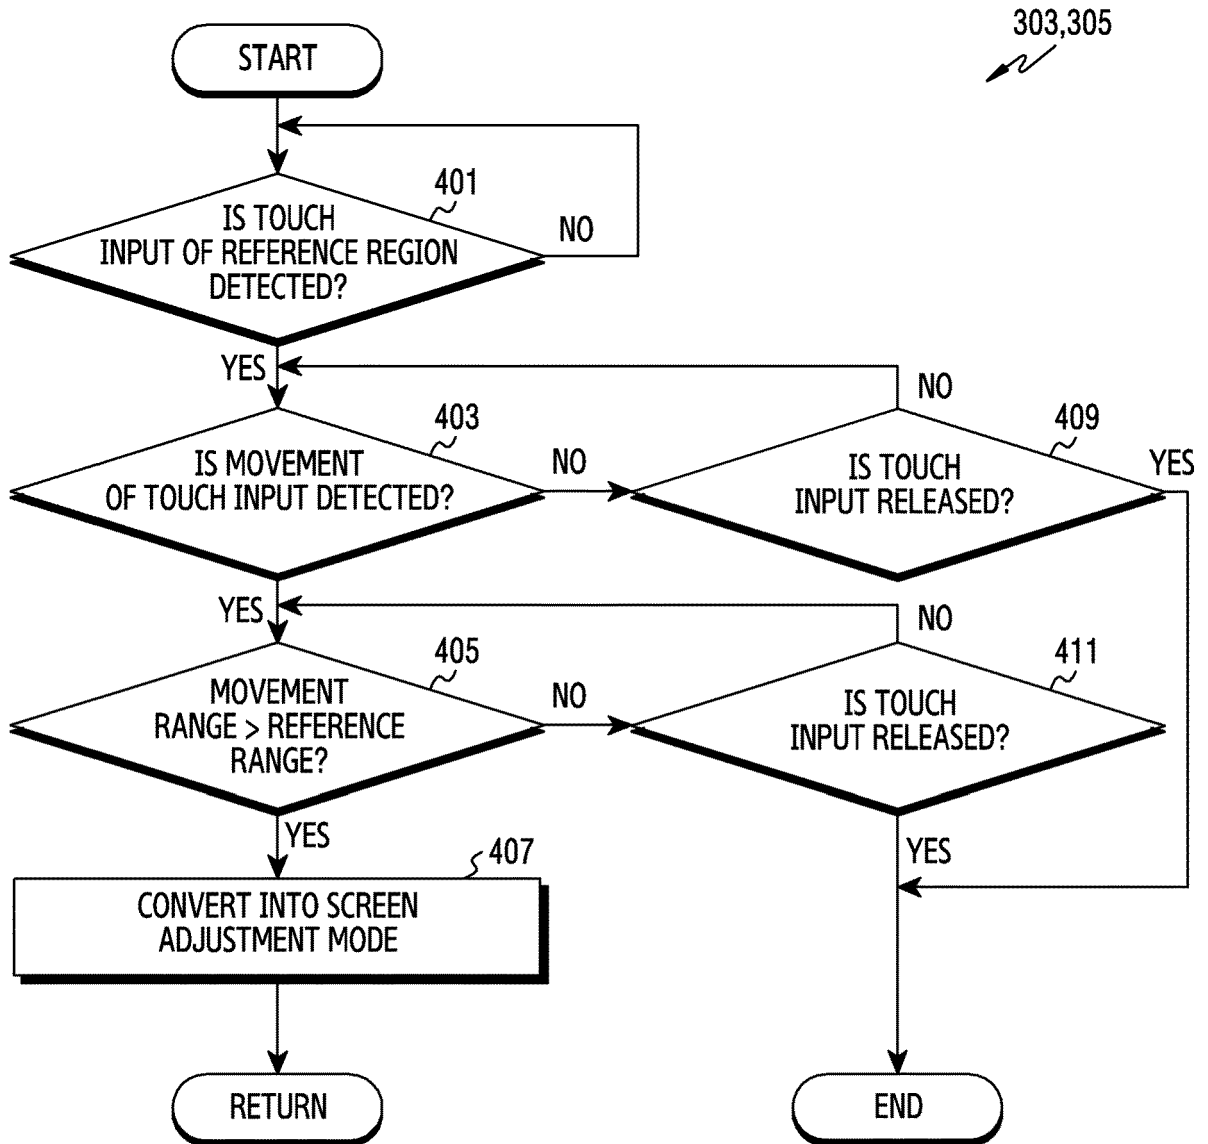 303,305
START
401
IS TOUCH
INPUT OF REFERENCE REGION
DETECTED?
NO
YES
NO
403
409
IS MOVEMENT
OF TOUCH INPUT DETECTED?
NO
IS TOUCH
INPUT RELEASED?
YES
YES
NO
405
411
MOVEMENT
RANGE > REFERENCE
RANGE?
NO
IS TOUCH
INPUT RELEASED?
YES
YES
407
CONVERT INTO SCREEN
ADJUSTMENT MODE
RETURN
END